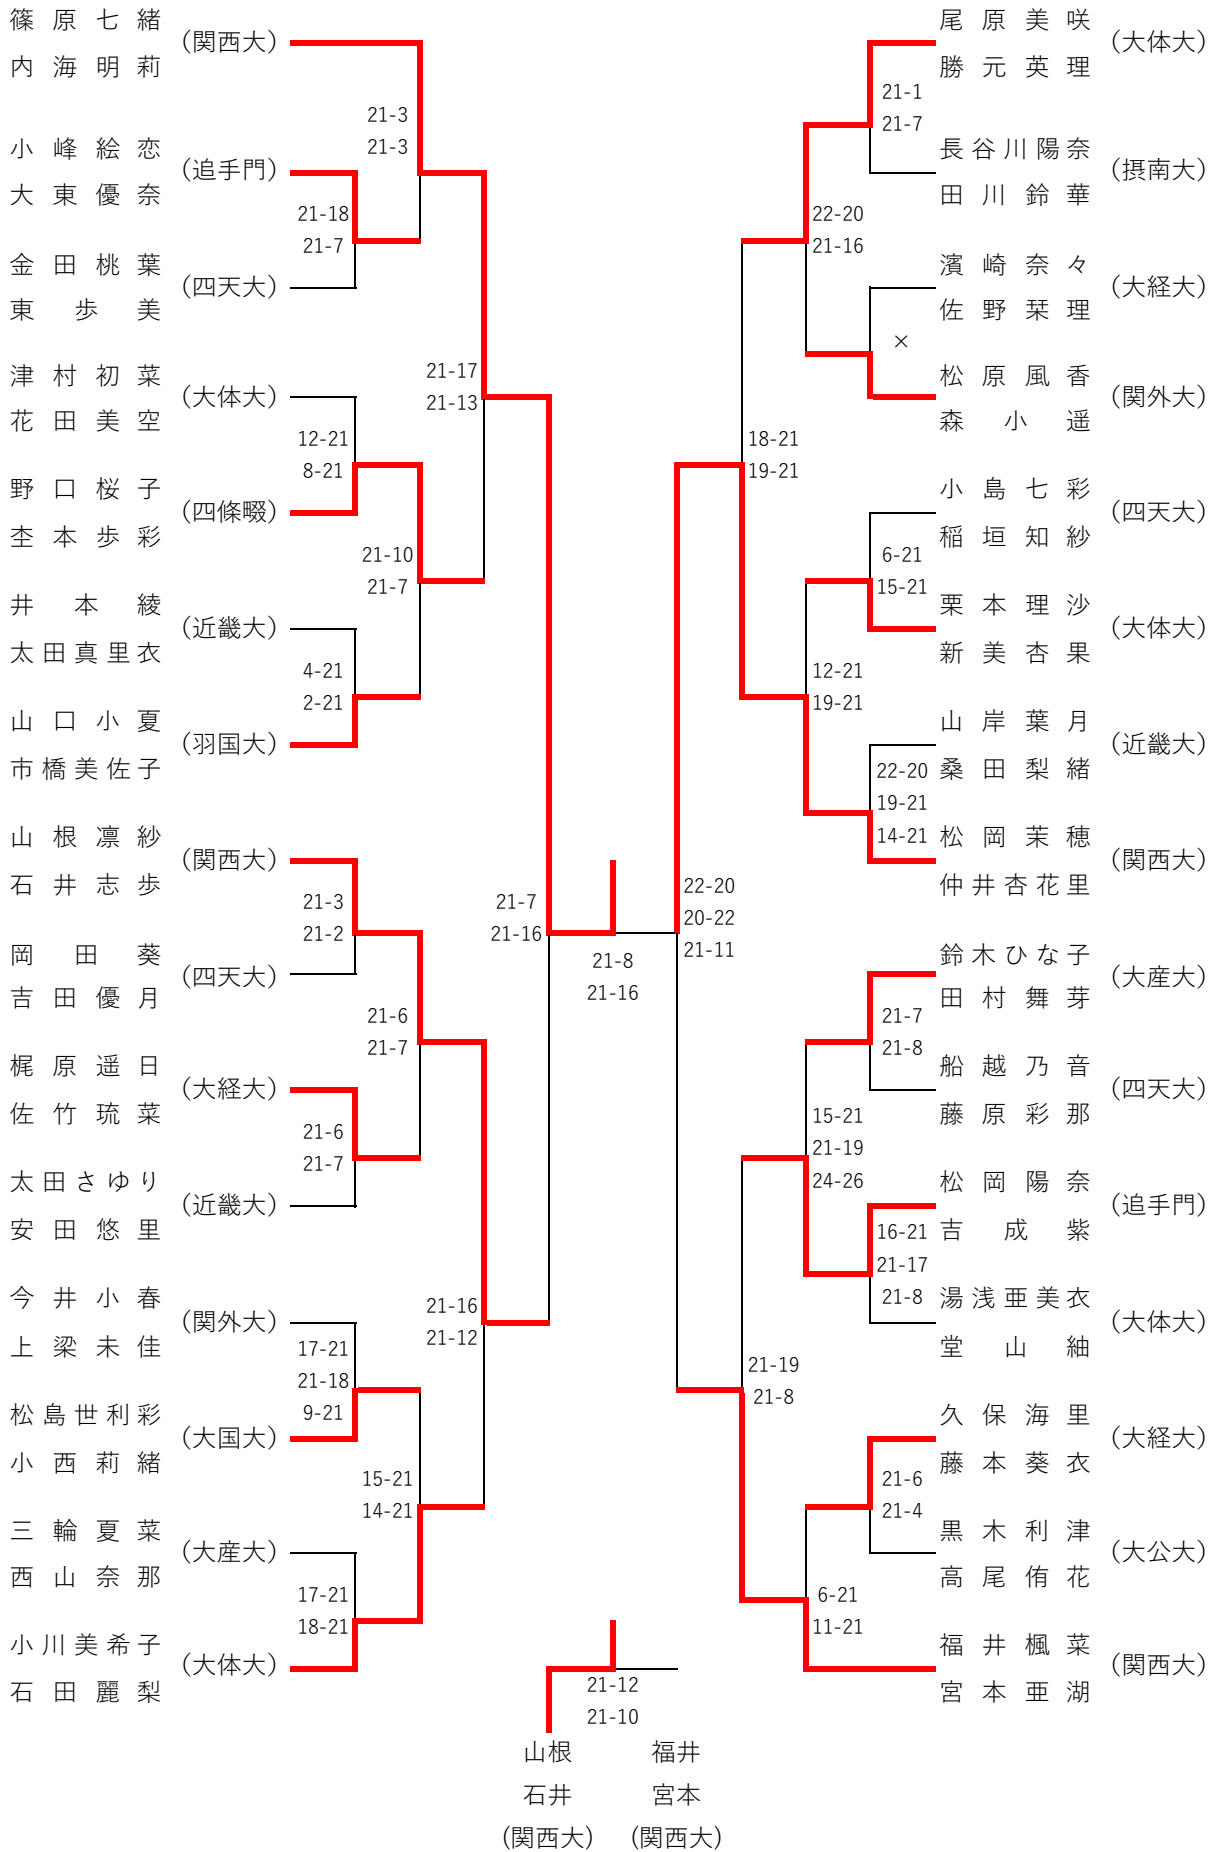 篠原七緒
(関西大)
内海明莉
21-3
21-3
小峰絵恋
(追手門)
大東優奈
21-18
21-7
金田桃葉
(四天大)
東歩美
21-17
21-13
津村初菜
(大体大)
花田美空
12-21
8-21
野口桜子
(四條畷)
杢本歩彩
21-10
21-7
井本綾
(近畿大)
太田真里衣
4-21
2-21
山口小夏
(羽国大)
市橋美佐子
山根凛紗
(関西大)
石井志歩
21-3
21-2
岡田葵
(四天大)
吉田優月
21-6
21-7
梶原遥日
(大経大)
佐竹琉菜
21-6
21-7
太田さゆり
(近畿大)
安田悠里
21-16
21-12
今井小春
(関外大)
上梁未佳
17-21
21-18
9-21
松島世利彩
(大国大)
小西莉緒
15-21
14-21
三輪夏菜
(大産大)
西山奈那
17-21
18-21
小川美希子
(大体大)
石田麗梨
21-7
21-16
21-8
21-16
22-20
20-22
21-11
尾原美咲
(大体大)
勝元英理
21-1
21-7
長谷川陽奈
(摂南大)
田川鈴華
22-20
21-16
濱崎奈々
(大経大)
佐野栞理
×
松原風香
(関外大)
森小遥
18-21
19-21
小島七彩
(四天大)
稲垣知紗
6-21
15-21
栗本理沙
(大体大)
新美杏果
12-21
19-21
山岸葉月
(近畿大)
桑田梨緒
22-20
19-21
14-21
松岡茉穂
(関西大)
仲井杏花里
鈴木ひな子
(大産大)
田村舞芽
21-7
21-8
船越乃音
(四天大)
藤原彩那
15-21
21-19
24-26
松岡陽奈
(追手門)
吉成紫
16-21
21-17
21-8
湯浅亜美衣
(大体大)
堂山紬
21-19
21-8
久保海里
(大経大)
藤本葵衣
21-6
21-4
黒木利津
(大公大)
高尾侑花
6-21
11-21
福井楓菜
(関西大)
宮本亜湖
21-12
21-10
山根 福井
石井 宮本
(関西大) (関西大)